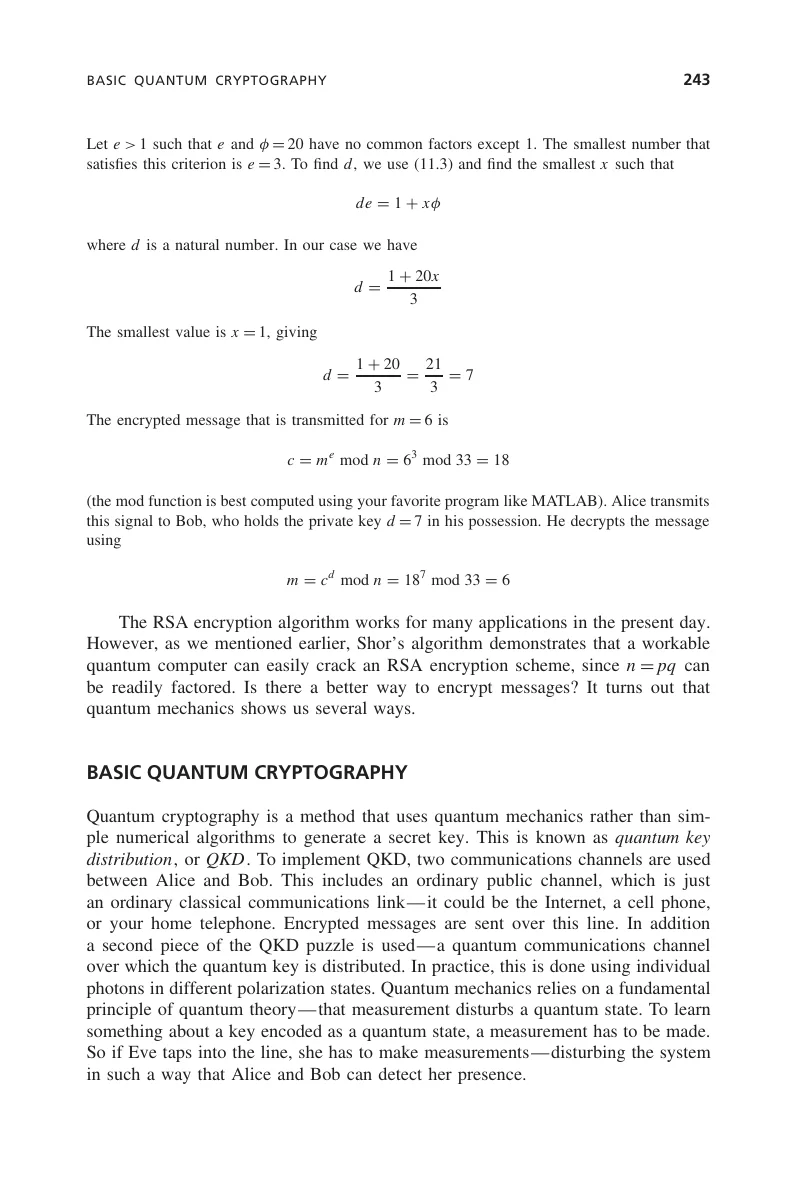 BASIC QUANTUM CRYPTOGRAPHY 243
Let e > 1 such that e and ϕ = 20 have no common factors except 1. The smallest number that
satisfies this criterion is e = 3. To find d, we use (11.3) and find the smallest x such that
de = 1 + xϕ
where d is a natural number. In our case we have
d = \frac{1 + 20x}{3}
The smallest value is x = 1, giving
d = \frac{1 + 20}{3} = \frac{21}{3} = 7
The encrypted message that is transmitted for m = 6 is
c = m^e mod n = 6^3 mod 33 = 18
(the mod function is best computed using your favorite program like MATLAB). Alice transmits
this signal to Bob, who holds the private key d = 7 in his possession. He decrypts the message
using
m = c^d mod n = 18^7 mod 33 = 6
The RSA encryption algorithm works for many applications in the present day.
However, as we mentioned earlier, Shor's algorithm demonstrates that a workable
quantum computer can easily crack an RSA encryption scheme, since n = pq can
be readily factored. Is there a better way to encrypt messages? It turns out that
quantum mechanics shows us several ways.
BASIC QUANTUM CRYPTOGRAPHY
Quantum cryptography is a method that uses quantum mechanics rather than sim-
ple numerical algorithms to generate a secret key. This is known as quantum key
distribution, or QKD. To implement QKD, two communications channels are used
between Alice and Bob. This includes an ordinary public channel, which is just
an ordinary classical communications link—it could be the Internet, a cell phone,
or your home telephone. Encrypted messages are sent over this line. In addition
a second piece of the QKD puzzle is used—a quantum communications channel
over which the quantum key is distributed. In practice, this is done using individual
photons in different polarization states. Quantum mechanics relies on a fundamental
principle of quantum theory—that measurement disturbs a quantum state. To learn
something about a key encoded as a quantum state, a measurement has to be made.
So if Eve taps into the line, she has to make measurements—disturbing the system
in such a way that Alice and Bob can detect her presence.